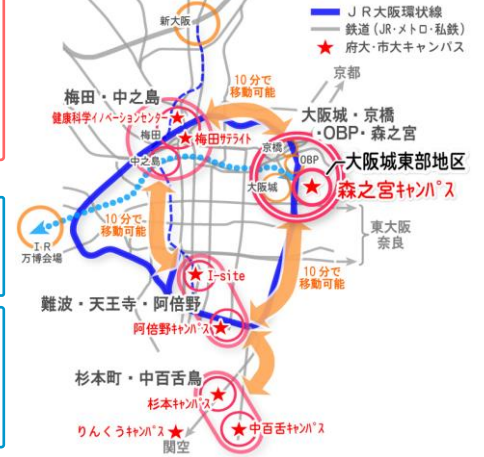 新大阪
ＪＲ大阪環状線
鉄道（JR・メトロ・私鉄）
府大・市大キャンパス
京都
10分で
移動可能
梅田・中之島
健康科学イノベーションセンター
梅田
梅田サテライト
中之島
大阪城・京橋
・OBP・森之宮
京橋
OBP
大阪城
大阪城東部地区
森之宮キャンパス
ＩＲ
万博会場
10分で
移動可能
東大阪
奈良
10分で
移動可能
I-site
難波・天王寺・阿倍野
阿倍野キャンパス
杉本町・中百舌鳥
杉本キャンパス
りんくうキャンパス
中百舌キャンパス
関空